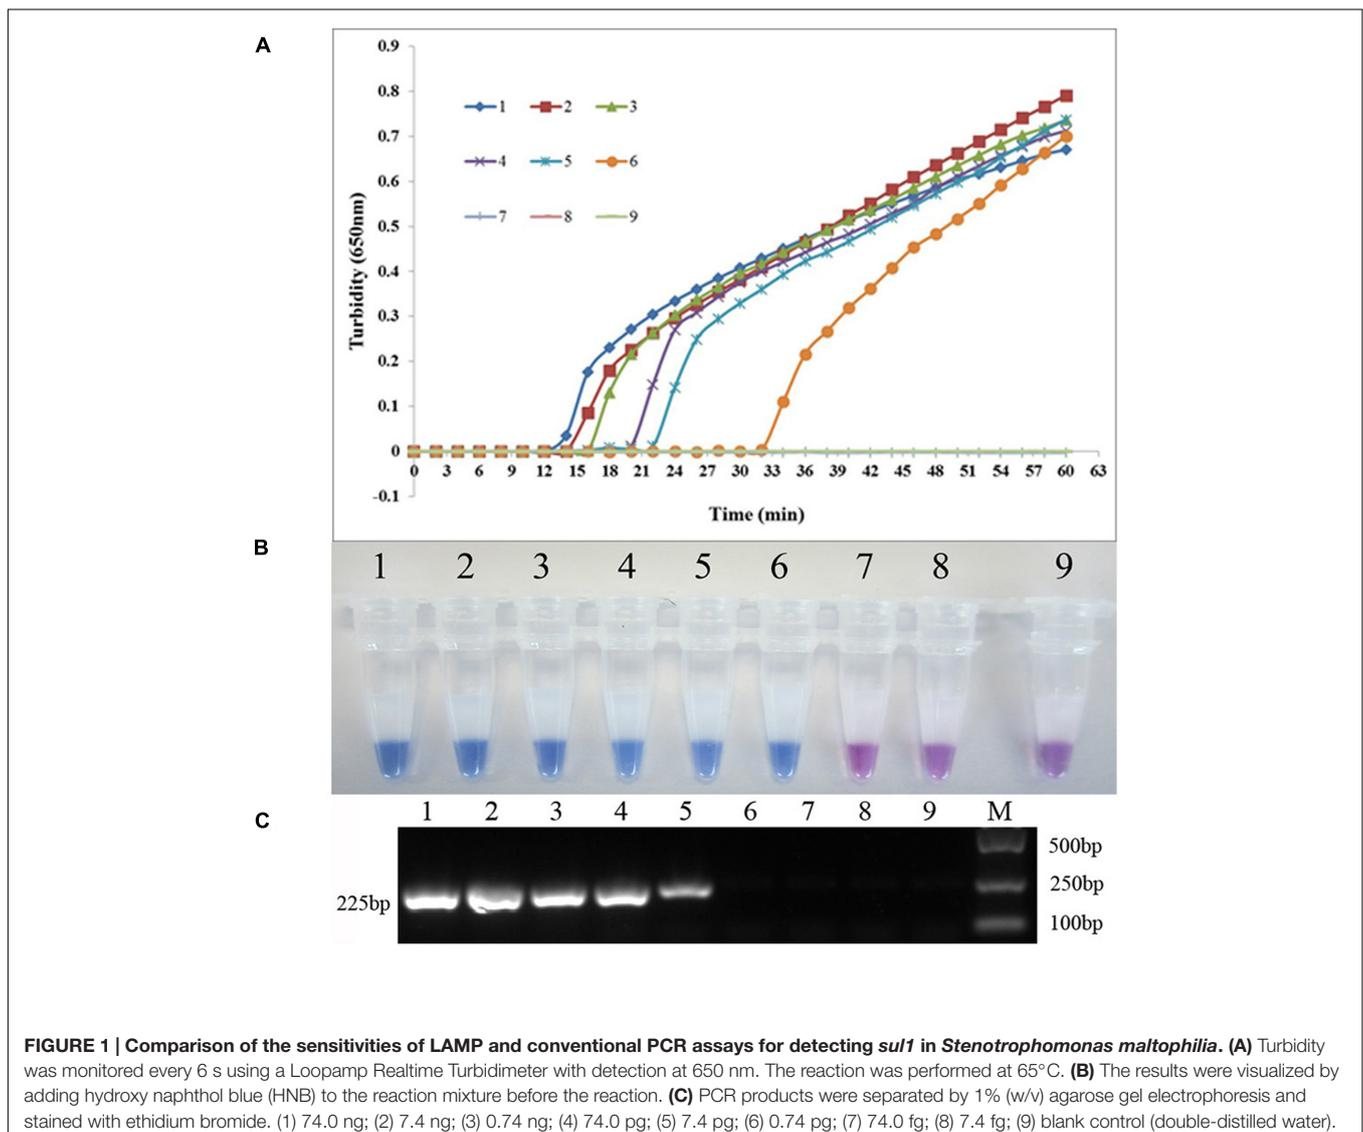 A
0.9
0.8
0.7
0.6
0.5
0.4
0.3
0.2
0.1
0
-0.1
Turbidity (650nm)
1 2 3
4 5 6
7 8 9
0 3 6 9 12 15 18 21 24 27 30 33 36 39 42 45 48 51 54 57 60 63
Time (min)
B
1 2 3 4 5 6 7 8 9
C
1 2 3 4 5 6 7 8 9 M
500bp
250bp
225bp
100bp
FIGURE 1 | Comparison of the sensitivities of LAMP and conventional PCR assays for detecting sul1 in Stenotrophomonas maltophilia. (A) Turbidity
was monitored every 6 s using a Loopamp Realtime Turbidimeter with detection at 650 nm. The reaction was performed at 65°C. (B) The results were visualized by
adding hydroxy naphthol blue (HNB) to the reaction mixture before the reaction. (C) PCR products were separated by 1% (w/v) agarose gel electrophoresis and
stained with ethidium bromide. (1) 74.0 ng; (2) 7.4 ng; (3) 0.74 ng; (4) 74.0 pg; (5) 7.4 pg; (6) 0.74 pg; (7) 74.0 fg; (8) 7.4 fg; (9) blank control (double-distilled water).